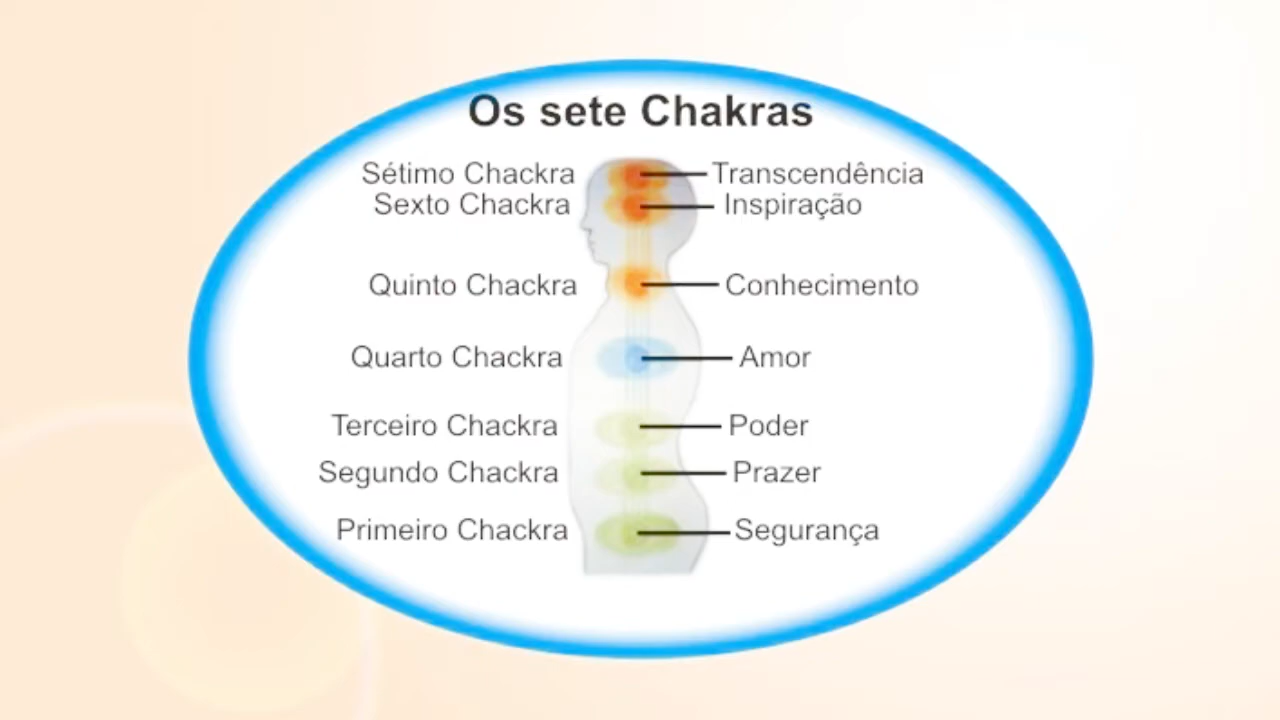 Os sete Chakras
Sétimo Chackra Transcendência
Sexto Chackra Inspiração
Quinto Chackra Conhecimento
Quarto Chackra Amor
Terceiro Chackra Poder
Segundo Chackra Prazer
Primeiro Chackra Segurança